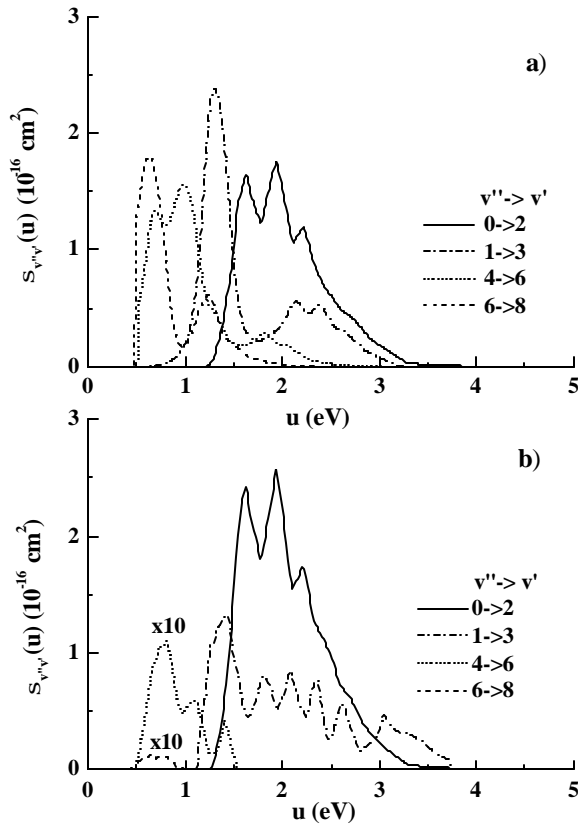 3
a)
2
v''-> v'
0->2
1->3
4->6
6->8
1
0
s_v''v'(u) (10^-16 cm^2)
0 1 2 3 4 5
u (eV)
3
b)
2
v''-> v'
0->2
1->3
4->6
6->8
x10
1
x10
0
s_v''v'(u) (10^-16 cm^2)
0 1 2 3 4 5
u (eV)